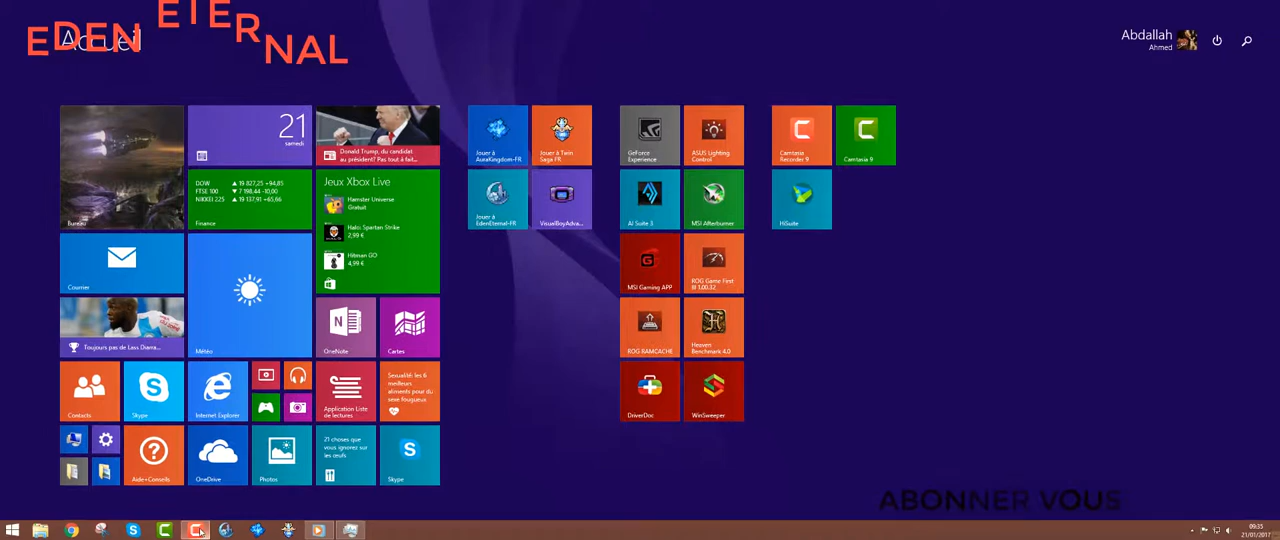 EDEN ETERNAL
Accueil
Abdallah
Ahmed
Bureau
21
samedi
Donald Trump, du candidat
au président? Pas tout à fait...
DOW ▲ 19 827,25 +94,85
FTSE 100 ▼ 7 198,44 -10,00
NIKKEI 225 ▲ 19 137,91 +65,66
Finance
Jeux Xbox Live
Hamster Universe
Gratuit
Halo: Spartan Strike
2,99 €
Hitman GO
4,99 €
Courrier
Météo
Toujours pas de Lass Diarra...
OneNote
Cartes
Contacts
Skype
Internet Explorer
Application Liste
de lectures
Sexualité: les 6
meilleurs
aliments pour du
sexe fougueux
Aide+Conseils
OneDrive
Photos
21 choses que
vous ignorez sur
les œufs
Skype
Jouer à
AuraKingdom-FR
Jouer à Twin
Saga FR
Jouer à
EdenEternal-FR
VisualBoyAdva...
GeForce
Experience
ASUS Lighting
Control
AI Suite 3
MSI Afterburner
MSI Gaming APP
ROG Game First
III 1.00.32
ROG RAMCACHE
Heaven
Benchmark 4.0
DriverDoc
WinSweeper
Camtasia
Recorder 9
Camtasia 9
HiSuite
ABONNER VOUS
09:35
21/01/2017